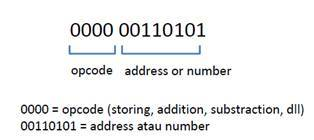 0000 00110101
opcode address or number
0000 = opcode (storing, addition, substraction, dll)
00110101 = address atau number